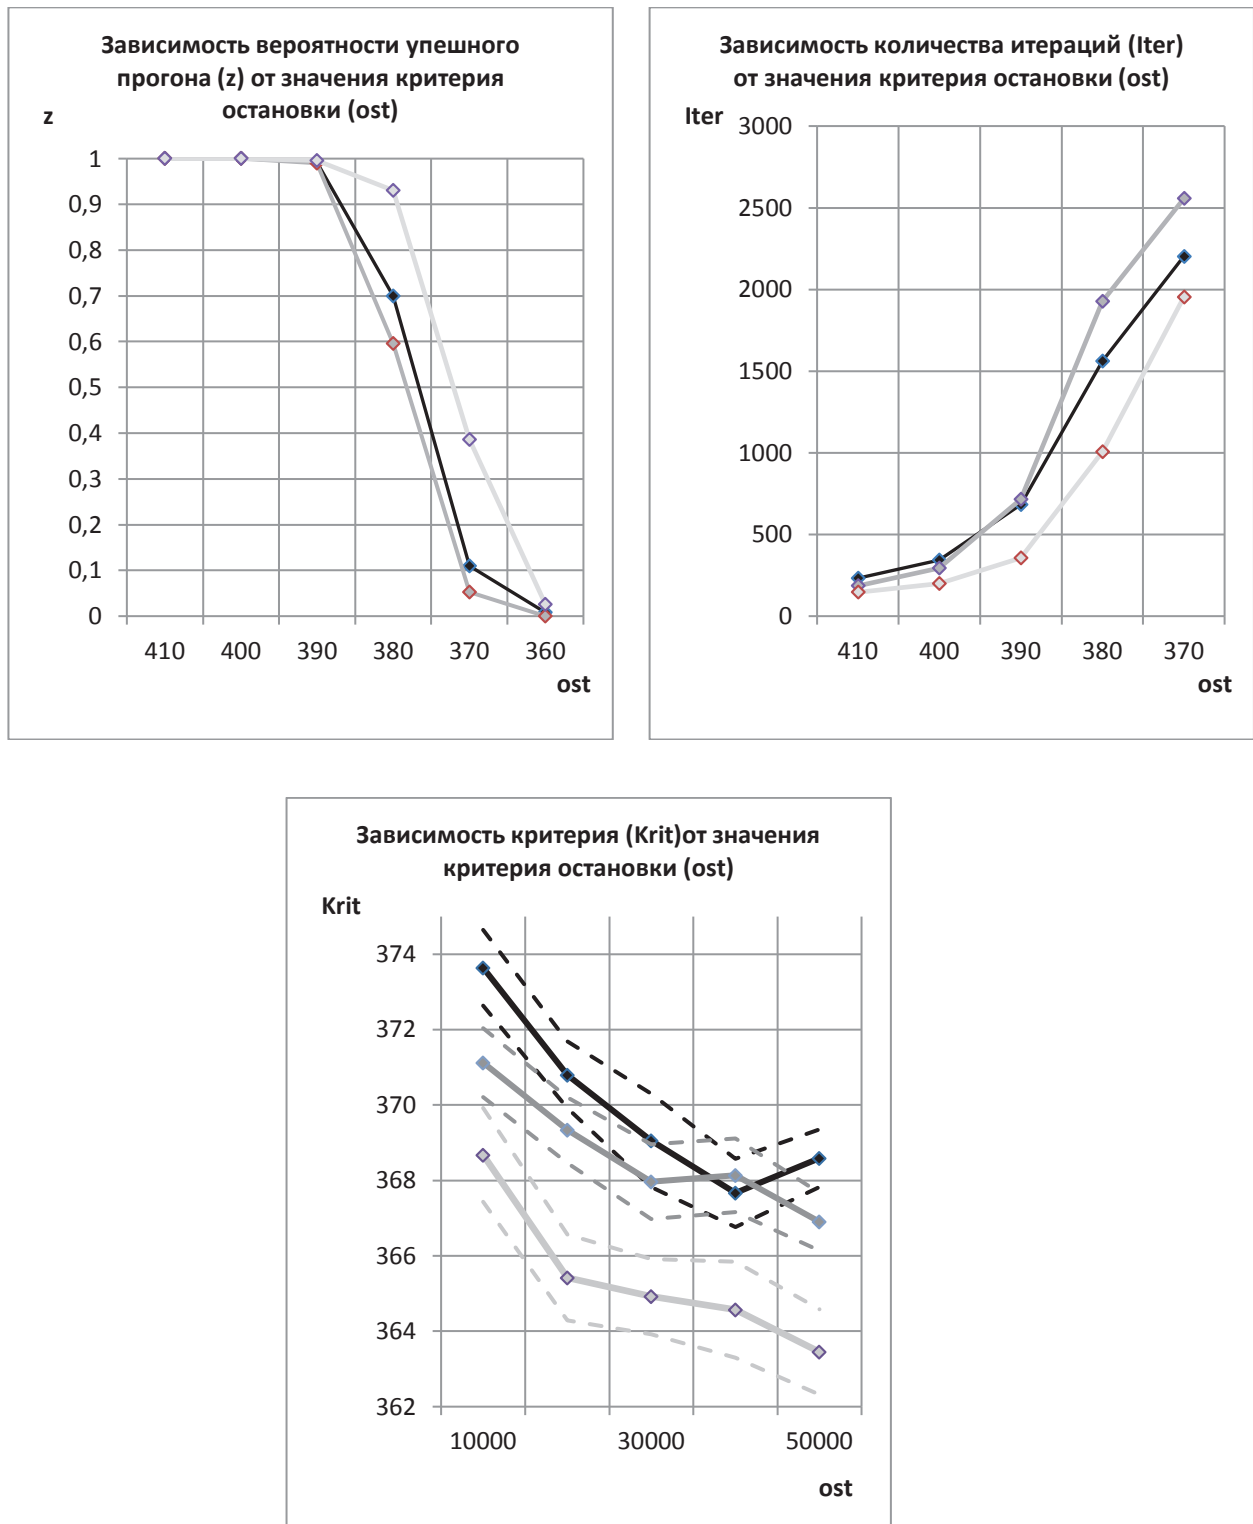 Зависимость вероятности упешного
прогона (z) от значения критерия
остановки (ost)
z
1
0,9
0,8
0,7
0,6
0,5
0,4
0,3
0,2
0,1
0
410 400 390 380 370 360
ost
Зависимость количества итераций (Iter)
от значения критерия остановки (ost)
Iter
3000
2500
2000
1500
1000
500
0
410 400 390 380 370
ost
Зависимость критерия (Krit)от значения
критерия остановки (ost)
Krit
374
372
370
368
366
364
362
10000 30000 50000
ost